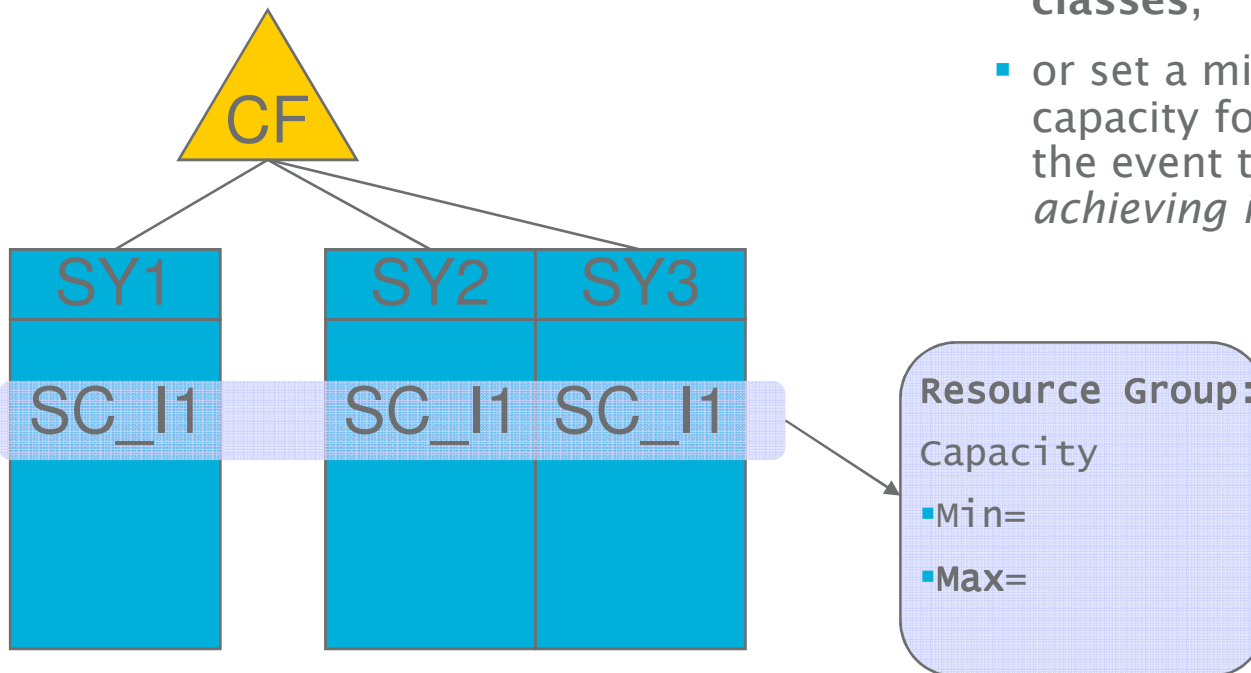 classes,
or set a mi
capacity fo
the event t
achieving
CF
SY1 SY2 SY3
SC_I1 SC_I1 SC_I1
Resource Group:
Capacity
Min=
Max=